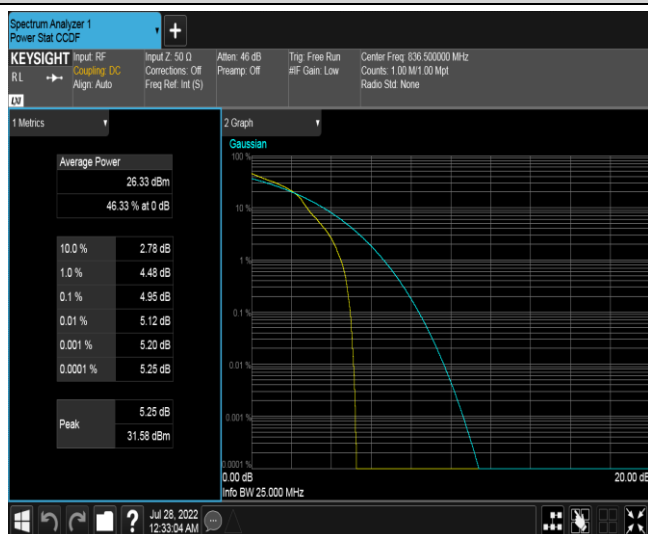 Spectrum Analyzer 1
Power Stat CCDF
+
KEYSIGHT
RL
LXI
Input: RF
Coupling: DC
Align: Auto
Input Z: 50 Ω
Corrections: Off
Freq Ref: Int (S)
Atten: 46 dB
Preamp: Off
Trig: Free Run
#IF Gain: Low
Center Freq: 836.500000 MHz
Counts: 1.00 M/1.00 Mpt
Radio Std: None
1 Metrics
Average Power
26.33 dBm
46.33 % at 0 dB
10.0 % 2.78 dB
1.0 % 4.48 dB
0.1 % 4.95 dB
0.01 % 5.12 dB
0.001 % 5.20 dB
0.0001 % 5.25 dB
Peak
5.25 dB
31.58 dBm
2 Graph
Gaussian
100 %
10 %
1 %
0.1 %
0.01 %
0.001 %
0.0001 %
0.00 dB 20.00 dB
Info BW 25.000 MHz
?
Jul 28, 2022
12:33:04 AM